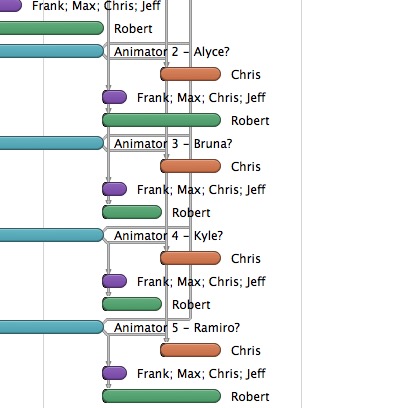 Frank; Max; Chris; Jeff
Robert
Animator 2 – Alyce?
Chris
Frank; Max; Chris; Jeff
Robert
Animator 3 – Bruna?
Chris
Frank; Max; Chris; Jeff
Robert
Animator 4 – Kyle?
Chris
Frank; Max; Chris; Jeff
Robert
Animator 5 – Ramiro?
Chris
Frank; Max; Chris; Jeff
Robert